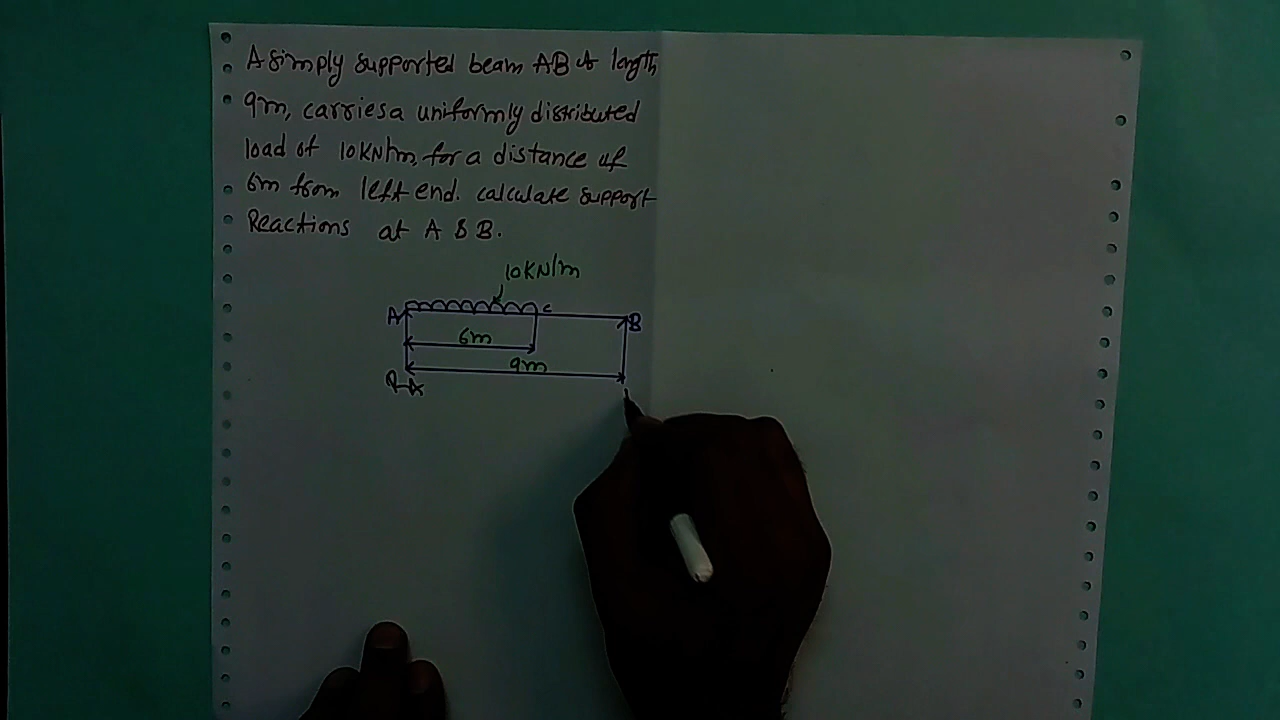 A simply supported beam AB of length
9m, carries a uniformly distributed
load of 10KN/m, for a distance of
6m from left end. calculate support
Reactions at A & B.
10KN/m
A C B
6m
9m
RA